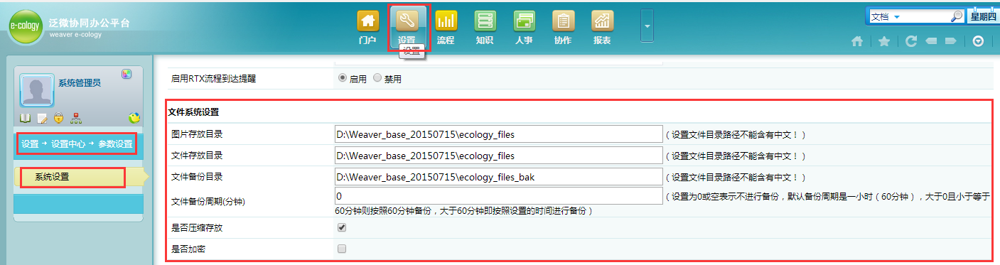 e-cology 泛微协同办公平台
weaver e-cology
门户 设置 流程 知识 人事 协作 报表
文档 星期四
设置
系统管理员
启用RTX流程到达提醒 启用 禁用
文件系统设置
设置 → 设置中心 → 参数设置
图片存放目录 D:\Weaver_base_20150715\ecology_files (设置文件目录路径不能含有中文！)
文件存放目录 D:\Weaver_base_20150715\ecology_files (设置文件目录路径不能含有中文！)
系统设置
文件备份目录 D:\Weaver_base_20150715\ecology_files_bak (设置文件目录路径不能含有中文！)
文件备份周期(分钟) 0 (设置为0或空表示不进行备份，默认备份周期是一小时（60分钟），大于0且小于等于
60分钟则按照60分钟备份，大于60分钟即按照设置的时间进行备份)
是否压缩存放
是否加密